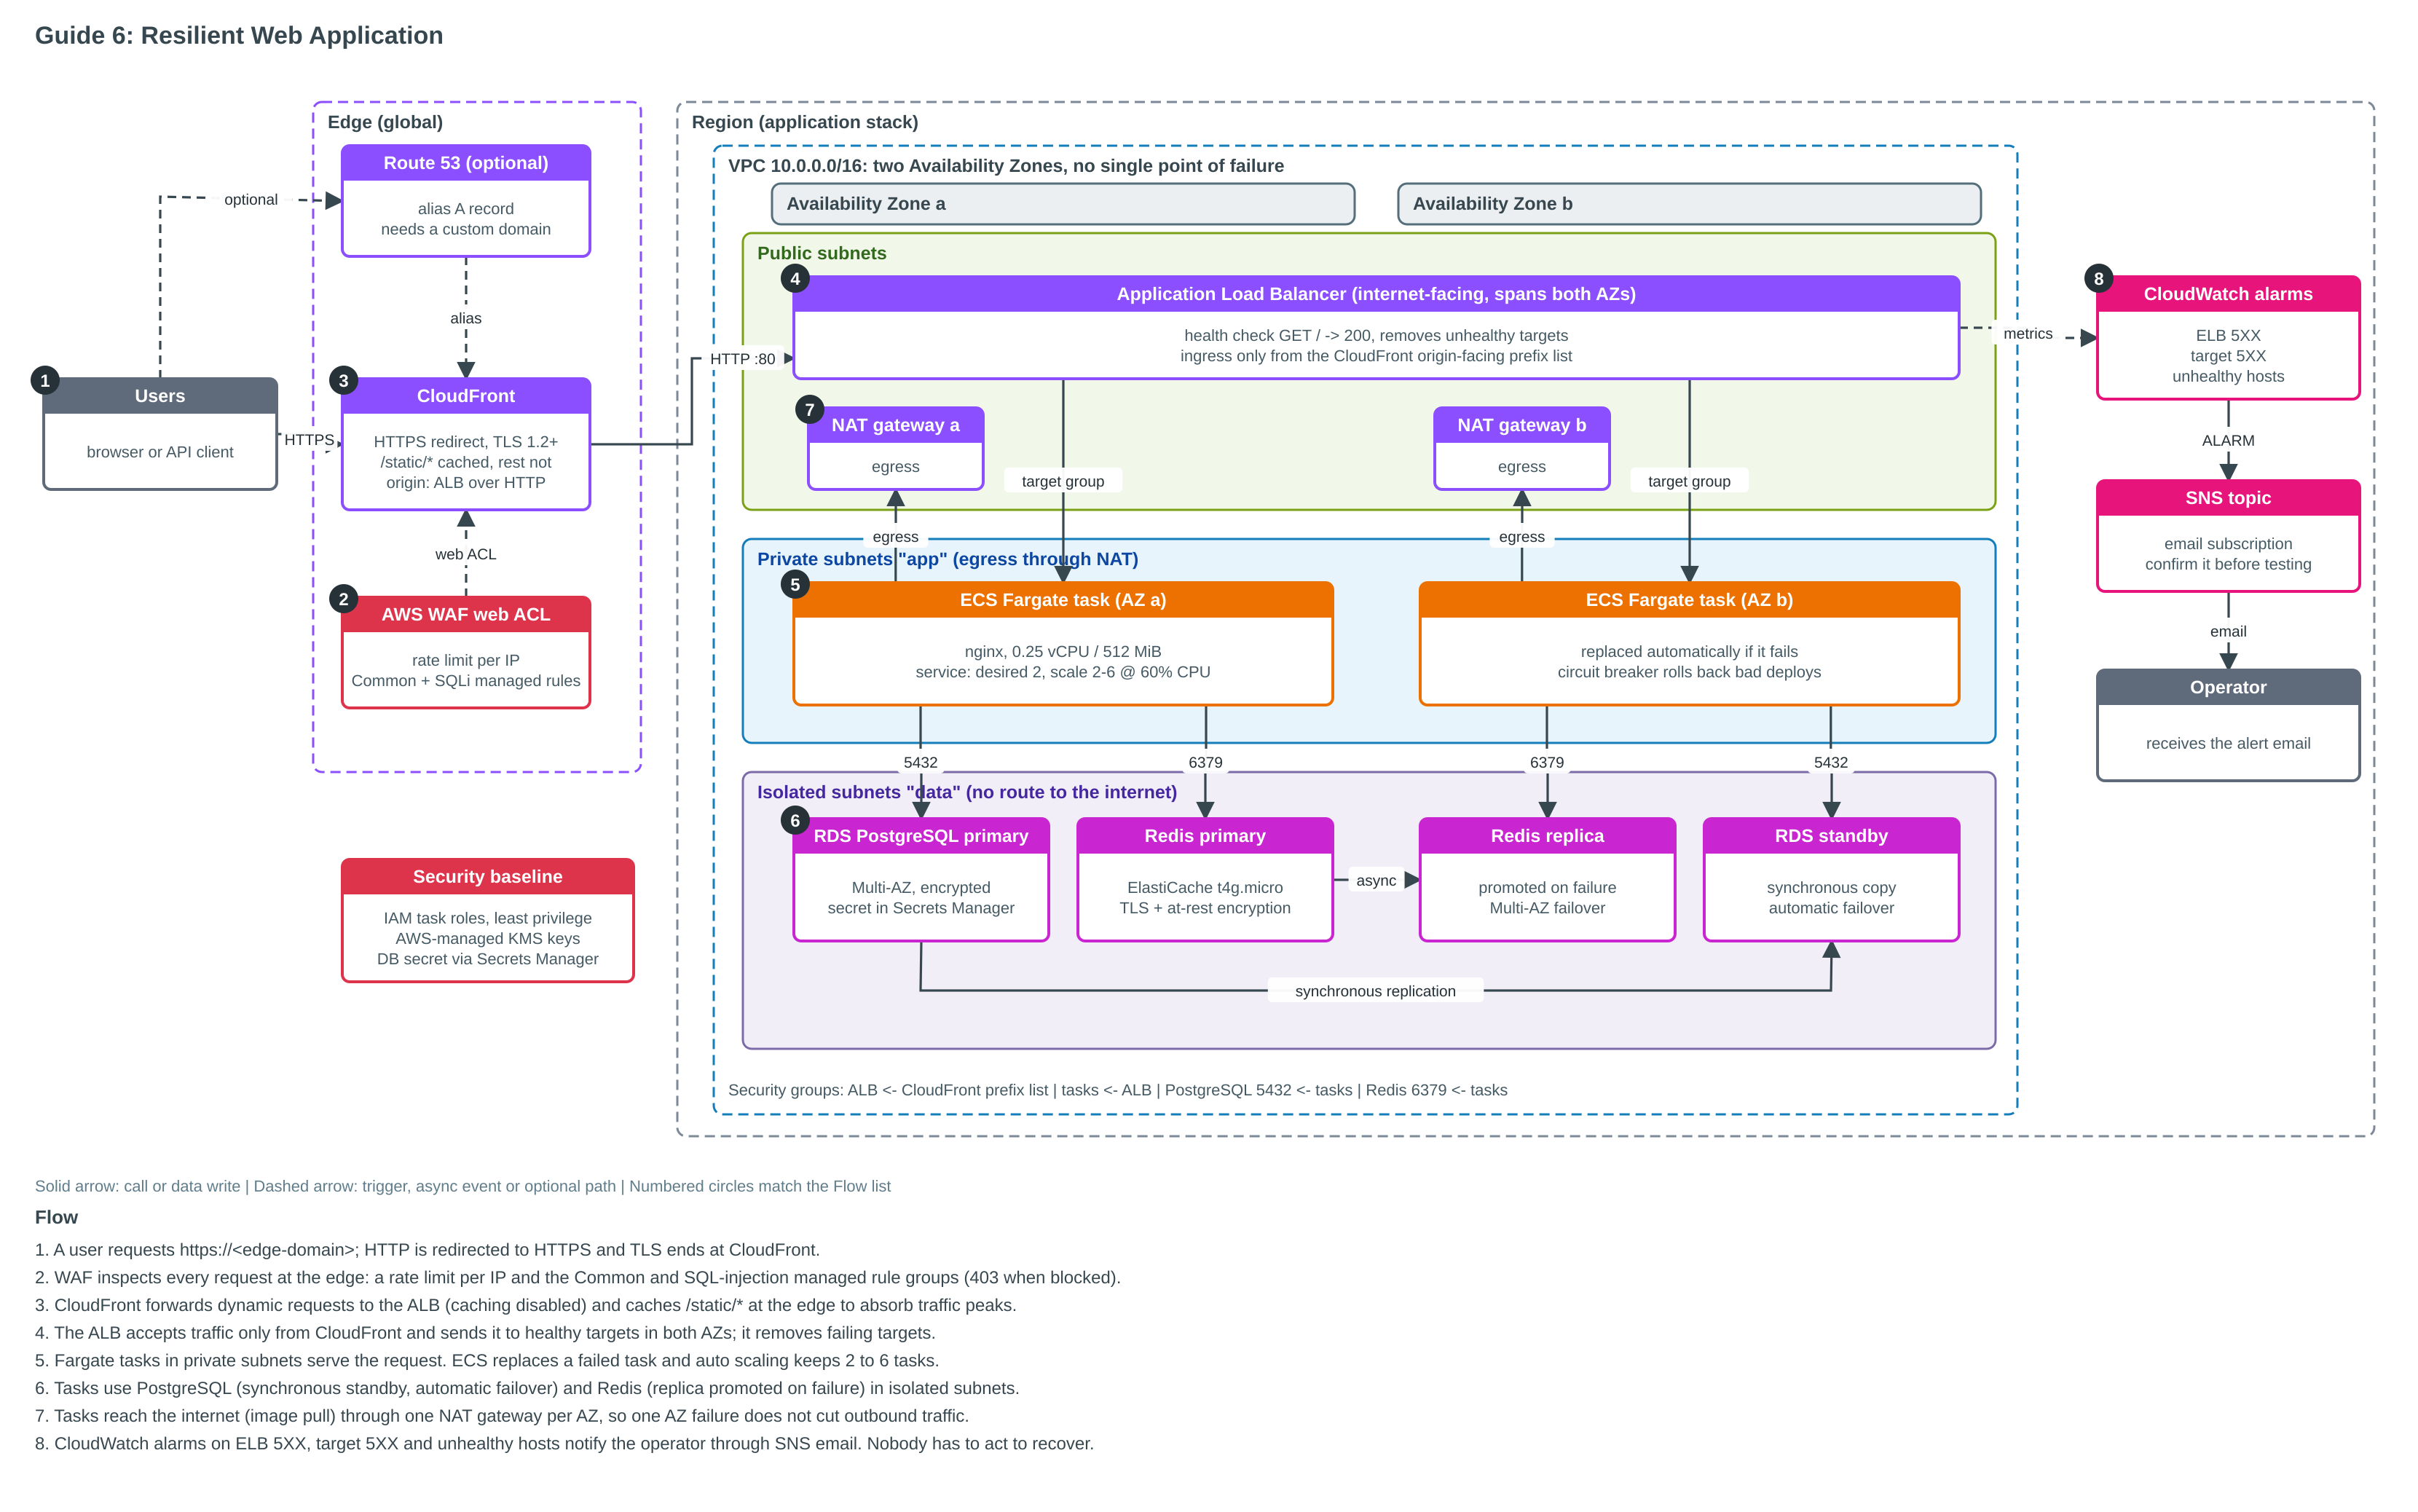 Guide 6: Resilient Web Application
Edge (global)
Route 53 (optional)
alias A record
needs a custom domain
optional
alias
1
Users
browser or API client
HTTPS
3
CloudFront
HTTPS redirect, TLS 1.2+
/static/* cached, rest not
origin: ALB over HTTP
web ACL
2
AWS WAF web ACL
rate limit per IP
Common + SQLi managed rules
Security baseline
IAM task roles, least privilege
AWS-managed KMS keys
DB secret via Secrets Manager
Region (application stack)
VPC 10.0.0.0/16: two Availability Zones, no single point of failure
Availability Zone a
Availability Zone b
Public subnets
4
Application Load Balancer (internet-facing, spans both AZs)
health check GET / -> 200, removes unhealthy targets
ingress only from the CloudFront origin-facing prefix list
HTTP :80
metrics
7
NAT gateway a
egress
target group
NAT gateway b
egress
target group
egress
egress
Private subnets "app" (egress through NAT)
5
ECS Fargate task (AZ a)
nginx, 0.25 vCPU / 512 MiB
service: desired 2, scale 2-6 @ 60% CPU
ECS Fargate task (AZ b)
replaced automatically if it fails
circuit breaker rolls back bad deploys
5432
6379
6379
5432
Isolated subnets "data" (no route to the internet)
6
RDS PostgreSQL primary
Multi-AZ, encrypted
secret in Secrets Manager
Redis primary
ElastiCache t4g.micro
TLS + at-rest encryption
async
Redis replica
promoted on failure
Multi-AZ failover
RDS standby
synchronous copy
automatic failover
synchronous replication
Security groups: ALB <- CloudFront prefix list | tasks <- ALB | PostgreSQL 5432 <- tasks | Redis 6379 <- tasks
8
CloudWatch alarms
ELB 5XX
target 5XX
unhealthy hosts
ALARM
SNS topic
email subscription
confirm it before testing
email
Operator
receives the alert email
Solid arrow: call or data write | Dashed arrow: trigger, async event or optional path | Numbered circles match the Flow list
Flow
1. A user requests https://<edge-domain>; HTTP is redirected to HTTPS and TLS ends at CloudFront.
2. WAF inspects every request at the edge: a rate limit per IP and the Common and SQL-injection managed rule groups (403 when blocked).
3. CloudFront forwards dynamic requests to the ALB (caching disabled) and caches /static/* at the edge to absorb traffic peaks.
4. The ALB accepts traffic only from CloudFront and sends it to healthy targets in both AZs; it removes failing targets.
5. Fargate tasks in private subnets serve the request. ECS replaces a failed task and auto scaling keeps 2 to 6 tasks.
6. Tasks use PostgreSQL (synchronous standby, automatic failover) and Redis (replica promoted on failure) in isolated subnets.
7. Tasks reach the internet (image pull) through one NAT gateway per AZ, so one AZ failure does not cut outbound traffic.
8. CloudWatch alarms on ELB 5XX, target 5XX and unhealthy hosts notify the operator through SNS email. Nobody has to act to recover.